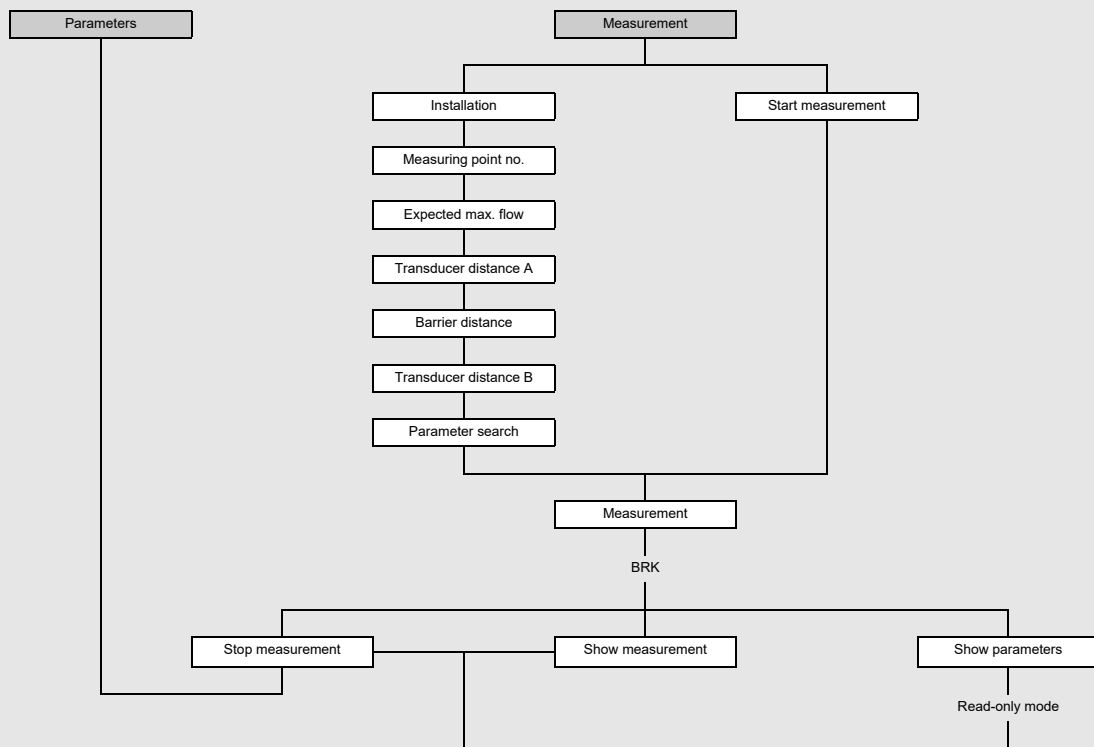 Parameters
Measurement
Installation
Start measurement
Measuring point no.
Expected max. flow
Transducer distance A
Barrier distance
Transducer distance B
Parameter search
Measurement
BRK
Stop measurement
Show measurement
Show parameters
Read-only mode